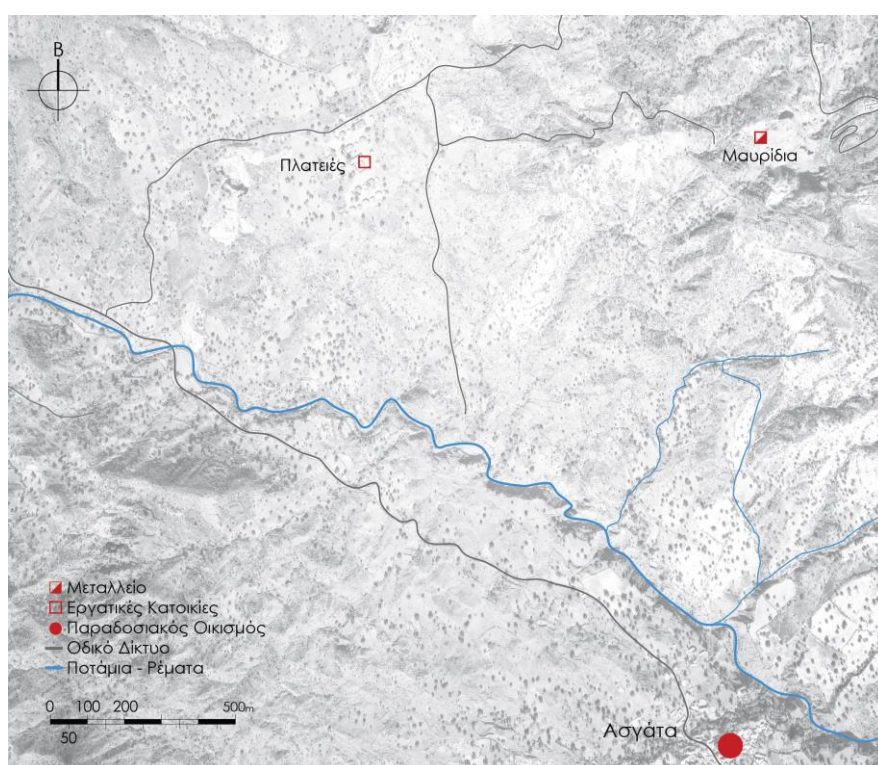 Β
Πλατειές
Μαυρίδια
Μεταλλείο
Εργατικές Κατοικίες
Παραδοσιακός Οικισμός
Οδικό Δίκτυο
Ποτάμια - Ρέματα
0 100 200 500m
50
Ασγάτα